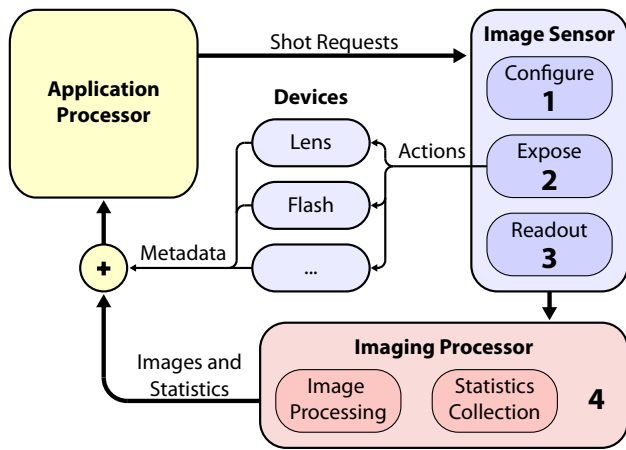 Shot Requests
Image Sensor
Application
Processor
Configure
1
Devices
Lens
Actions
Expose
2
Flash
Readout
3
Metadata
+
...
Images and
Statistics
Imaging Processor
Image
Processing
Statistics
Collection
4